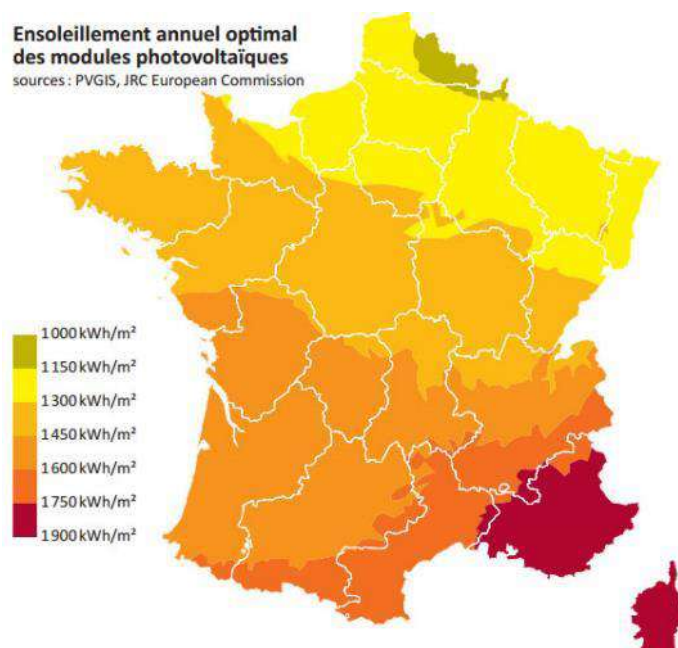 Ensoleillement annuel optimal
des modules photovoltaïques
sources : PVGIS, JRC European Commission
1000 kWh/m²
1150 kWh/m²
1300 kWh/m²
1450 kWh/m²
1600 kWh/m²
1750 kWh/m²
1900 kWh/m²